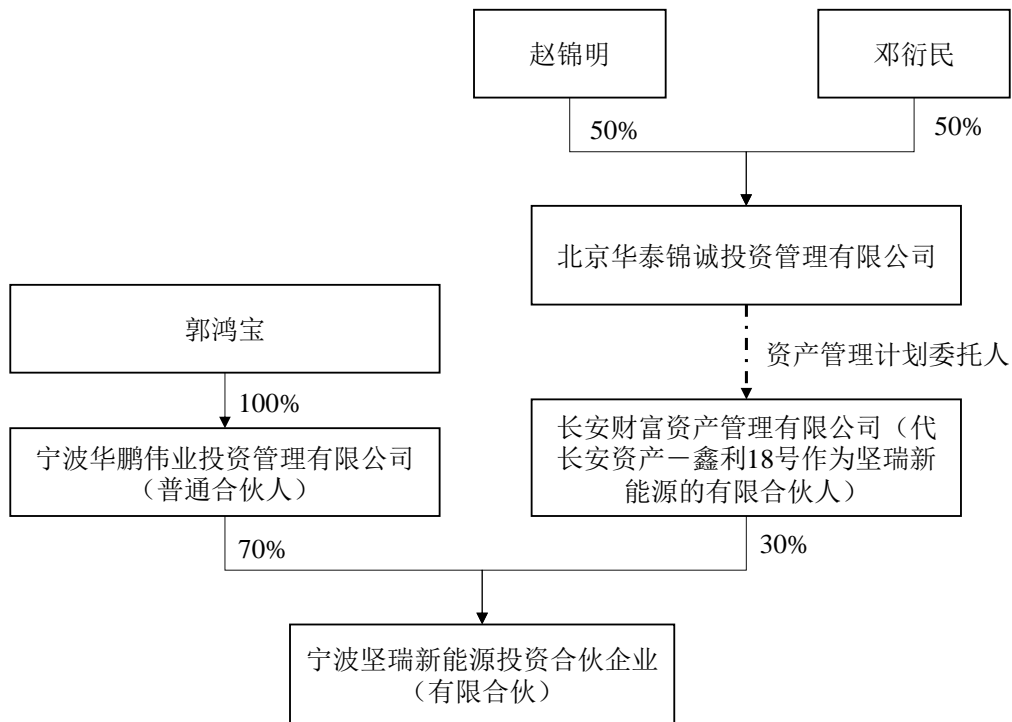 赵锦明
邓衍民
50%
50%
北京华泰锦诚投资管理有限公司
郭鸿宝
资产管理计划委托人
100%
宁波华鹏伟业投资管理有限公司
（普通合伙人）
长安财富资产管理有限公司（代
长安资产－鑫利18号作为坚瑞新
能源的有限合伙人）
70%
30%
宁波坚瑞新能源投资合伙企业
（有限合伙）